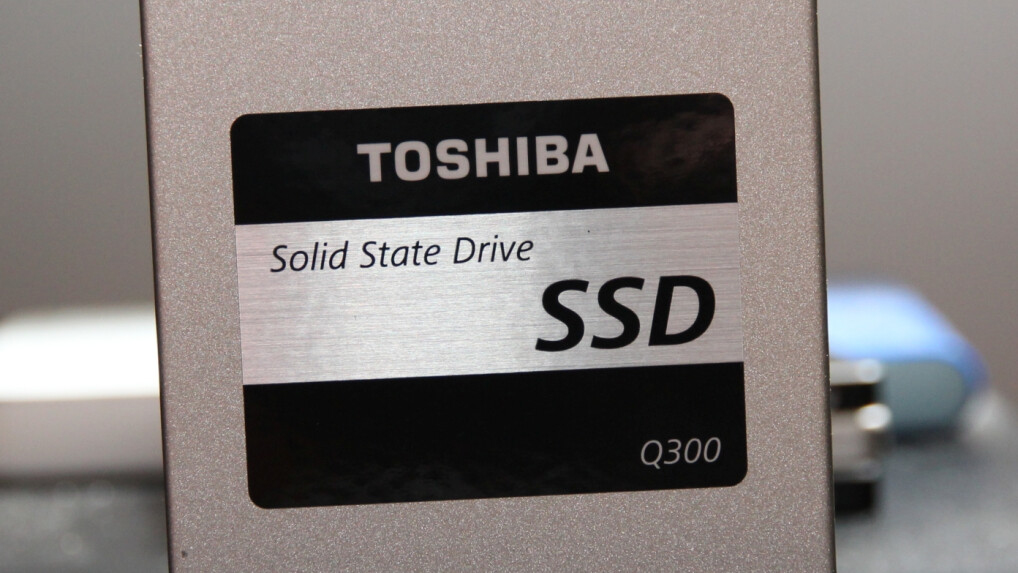 TOSHIBA
Solid State Drive
SSD
Q300